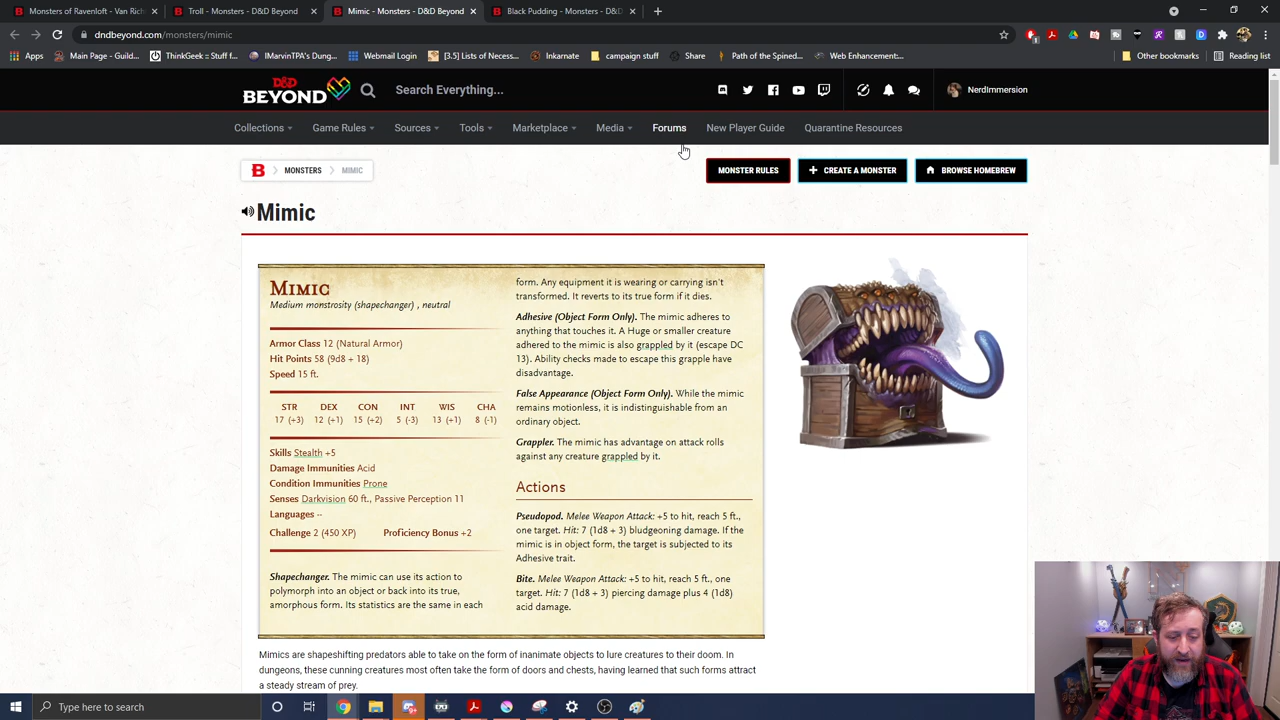 Monsters of Ravenloft - Van Rich
Troll - Monsters - D&D Beyond
Mimic - Monsters - D&D Beyond
Black Pudding - Monsters - D&D B
dndbeyond.com/monsters/mimic
Apps
Main Page - Guild...
ThinkGeek :: Stuff f...
IMarvinTPA's Dung...
Webmail Login
[3.5] Lists of Necess...
Inkarnate
campaign stuff
Share
Path of the Spined...
Web Enhancement:...
Other bookmarks
Reading list
D&D
BEYOND
Search Everything...
NerdImmersion
Collections
Game Rules
Sources
Tools
Marketplace
Media
Forums
New Player Guide
Quarantine Resources
B
MONSTERS
MIMIC
MONSTER RULES
CREATE A MONSTER
BROWSE HOMEBREW
Mimic
MIMIC
Medium monstrosity (shapechanger) , neutral
Armor Class 12 (Natural Armor)
Hit Points 58 (9d8 + 18)
Speed 15 ft.
STR DEX CON INT WIS CHA
17 (+3) 12 (+1) 15 (+2) 5 (-3) 13 (+1) 8 (-1)
Skills Stealth +5
Damage Immunities Acid
Condition Immunities Prone
Senses Darkvision 60 ft., Passive Perception 11
Languages --
Challenge 2 (450 XP) Proficiency Bonus +2
Shapechanger. The mimic can use its action to
polymorph into an object or back into its true,
amorphous form. Its statistics are the same in each
form. Any equipment it is wearing or carrying isn't
transformed. It reverts to its true form if it dies.
Adhesive (Object Form Only). The mimic adheres to
anything that touches it. A Huge or smaller creature
adhered to the mimic is also grappled by it (escape DC
13). Ability checks made to escape this grapple have
disadvantage.
False Appearance (Object Form Only). While the mimic
remains motionless, it is indistinguishable from an
ordinary object.
Grappler. The mimic has advantage on attack rolls
against any creature grappled by it.
Actions
Pseudopod. Melee Weapon Attack: +5 to hit, reach 5 ft.,
one target. Hit: 7 (1d8 + 3) bludgeoning damage. If the
mimic is in object form, the target is subjected to its
Adhesive trait.
Bite. Melee Weapon Attack: +5 to hit, reach 5 ft., one
target. Hit: 7 (1d8 + 3) piercing damage plus 4 (1d8)
acid damage.
Mimics are shapeshifting predators able to take on the form of inanimate objects to lure creatures to their doom. In
dungeons, these cunning creatures most often take the form of doors and chests, having learned that such forms attract
a steady stream of prey.
Type here to search